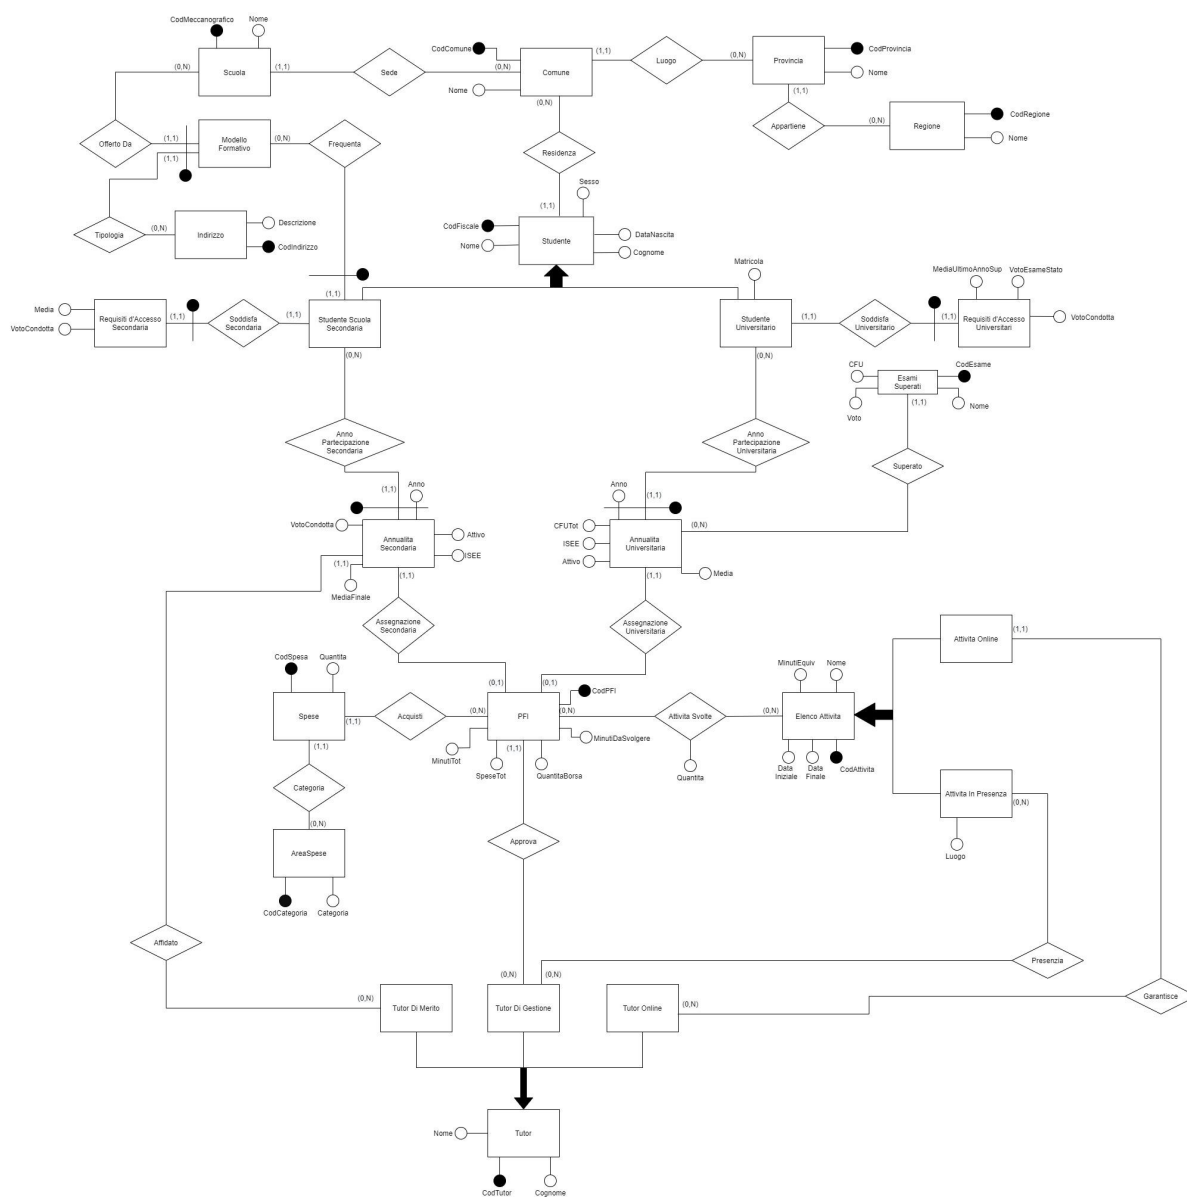 CodMeccanografico
Nome
Scuola
(0,N)
(1,1)
Sede
(0,N)
CodComune
Nome
Comune
(1,1)
(0,N)
Luogo
(0,N)
Provincia
CodProvincia
Nome
(1,1)
Appartiene
(0,N)
Regione
CodRegione
Nome
Offerto Da
(1,1)
(1,1)
Modello
Formativo
(0,N)
Frequenta
Residenza
(1,1)
Tipologia
(0,N)
Indirizzo
Descrizione
CodIndirizzo
Sesso
CodFiscale
Nome
Studente
DataNascita
Cognome
Matricola
MediaUltimoAnnoSup
VotoEsameStato
Media
VotoCondotta
Requisiti d'Accesso
Secondaria
(1,1)
Soddisfa
Secondaria
(1,1)
(1,1)
Studente Scuola
Secondaria
(0,N)
Studente
Universitario
(1,1)
(0,N)
Soddisfa
Universitario
(1,1)
Requisiti d'Accesso
Universitari
VotoCondotta
CFU
CodEsame
Esami
Superati
Voto
(1,1)
Nome
Anno
Partecipazione
Secondaria
Anno
Partecipazione
Universitaria
Superato
(1,1)
Anno
Anno
(1,1)
VotoCondotta
Annualita
Secondaria
Attivo
ISEE
(1,1)
MediaFinale
(1,1)
CFUTot
ISEE
Attivo
Annualita
Universitaria
(0,N)
Media
(1,1)
Assegnazione
Secondaria
Assegnazione
Universitaria
Attivita Online
(1,1)
CodSpesa
Quantita
(0,1)
(0,1)
CodPFI
MinutiEquiv
Nome
Spese
(1,1)
Acquisti
(0,N)
PFI
(0,N)
Attivita Svolte
(0,N)
Elenco Attivita
(1,1)
MinutiTot
(1,1)
MinutiDaSvolgere
SpeseTot
QuantitaBorsa
Quantita
Data
Iniziale
Data
Finale
CodAttivita
Categoria
Attivita In Presenza
(0,N)
(0,N)
AreaSpese
Approva
Luogo
CodCategoria
Categoria
Affidato
Presenzia
(0,N)
(0,N)
(0,N)
Tutor Di Merito
Tutor Di Gestione
Tutor Online
(0,N)
Garantisce
Nome
Tutor
CodTutor
Cognome